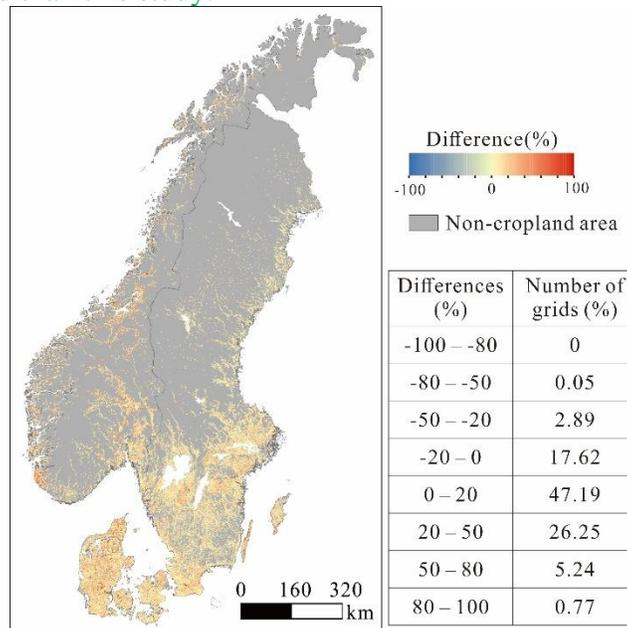 study.
Difference(%)
-100 0 100
Non-cropland area
Differences (%) Number of grids (%)
-100 – -80 0
-80 – -50 0.05
-50 – -20 2.89
-20 – 0 17.62
0 – 20 47.19
20 – 50 26.25
50 – 80 5.24
80 – 100 0.77
0 160 320
km